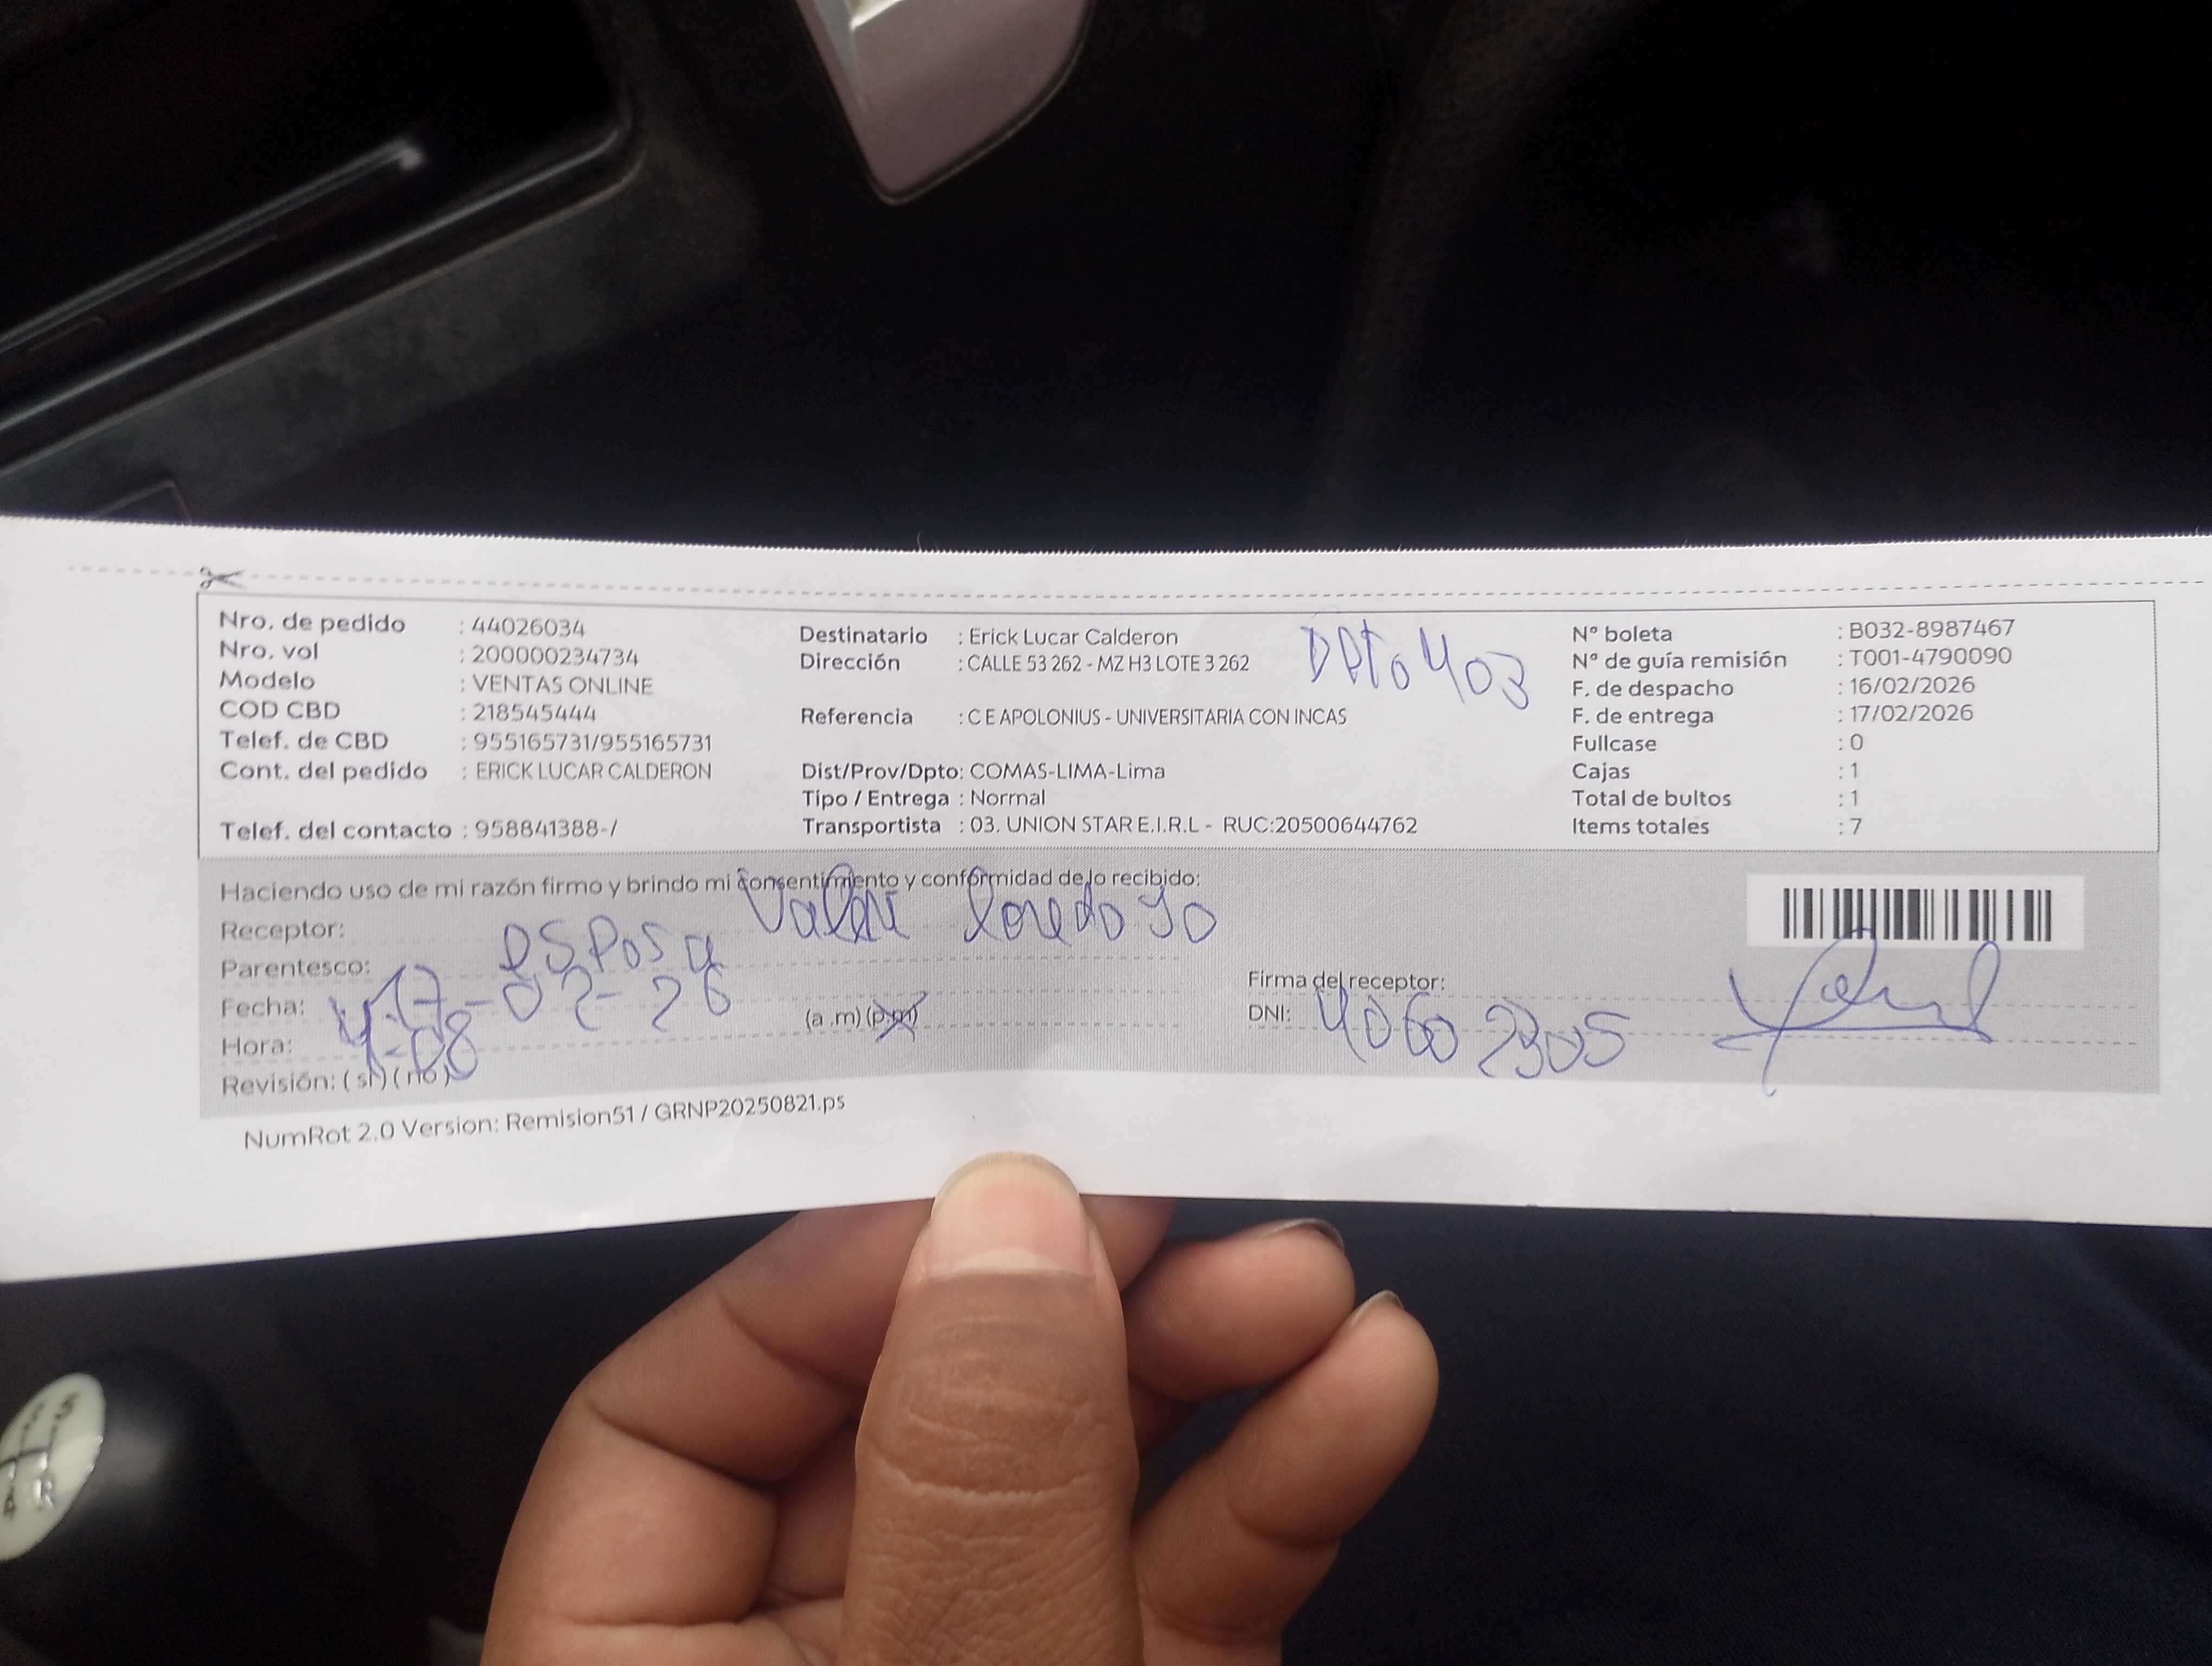 Nro. de pedido : 44026034
Nro. vol : 200000234734
Modelo : VENTAS ONLINE
COD CBD : 218545444
Telef. de CBD : 955165731/955165731
Cont. del pedido : ERICK LUCAR CALDERON
Telef. del contacto : 958841388-/
Destinatario : Erick Lucar Calderon
Dirección : CALLE 53 262 - MZ H3 LOTE 3 262
DPTO 403
Referencia : C E APOLONIUS - UNIVERSITARIA CON INCAS
Dist/Prov/Dpto: COMAS-LIMA-Lima
Tipo / Entrega : Normal
Transportista : 03. UNION STAR E.I.R.L - RUC:20500644762
Nº boleta : B032-8987467
Nº de guía remisión : T001-4790090
F. de despacho : 16/02/2026
F. de entrega : 17/02/2026
Fullcase : 0
Cajas : 1
Total de bultos : 1
Items totales : 7
Haciendo uso de mi razón firmo y brindo mi consentimiento y conformidad de lo recibido:
Receptor:
Parentesco: esposa
Fecha: 17-02-26
Hora: (a .m) (p.m)
Revisión: ( si ) ( no )
Firma del receptor:
DNI: 40602305
NumRot 2.0 Version: Remision51 / GRNP20250821.ps
5
R